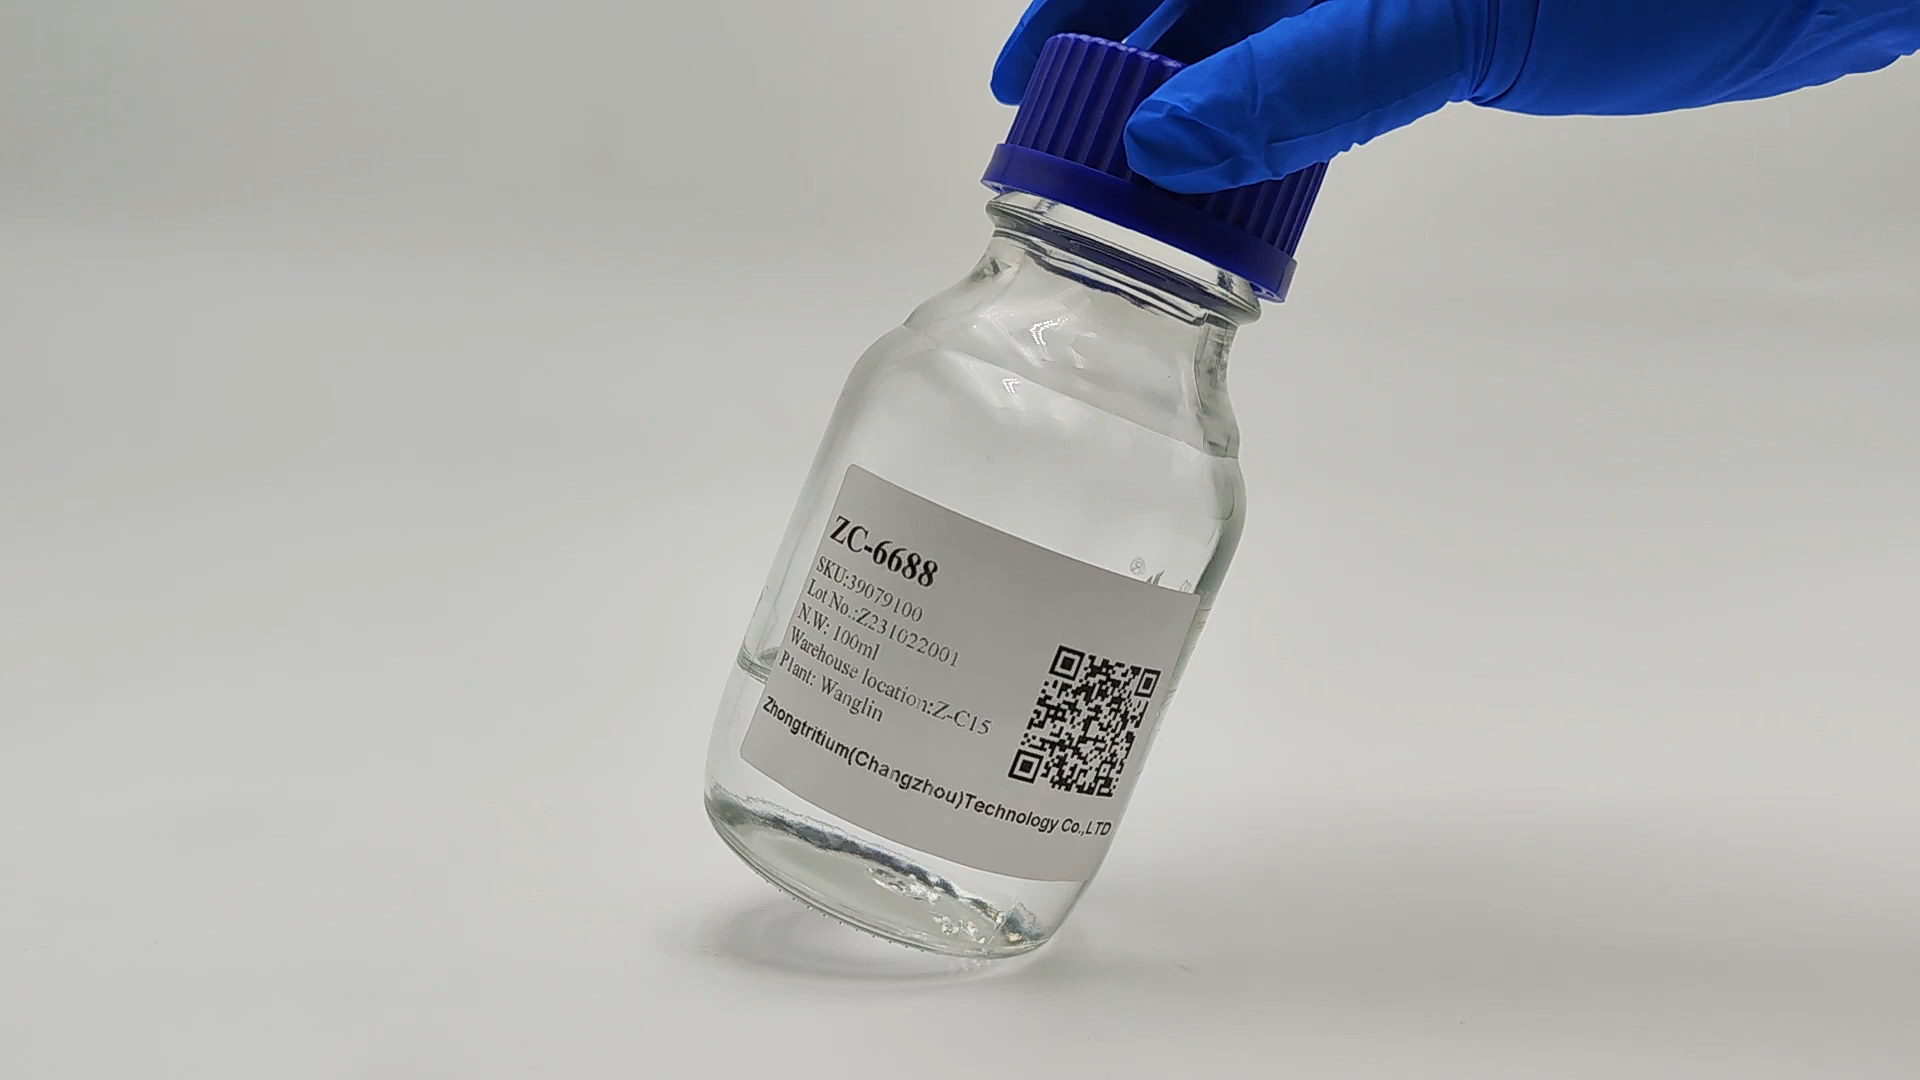 ZC-6688
SKU:39079100
Lot No.:Z231022001
N.W: 100ml
Warehouse location:Z-C15
Plant: Wanglin
Zhongtritium(Changzhou)Technology Co.,LTD
®